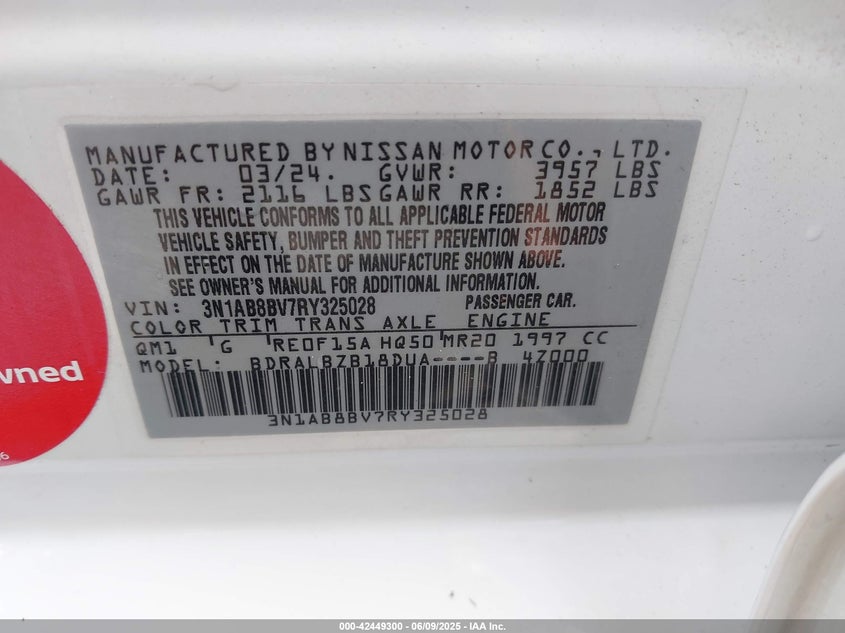 MANUFACTURED BY NISSAN MOTOR CO., LTD.
DATE: 03/24. GVWR: 3957 LBS
GAWR FR: 2116 LBS GAWR RR: 1852 LBS
THIS VEHICLE CONFORMS TO ALL APPLICABLE FEDERAL MOTOR
VEHICLE SAFETY, BUMPER AND THEFT PREVENTION STANDARDS
IN EFFECT ON THE DATE OF MANUFACTURE SHOWN ABOVE.
SEE OWNER'S MANUAL FOR ADDITIONAL INFORMATION.
VIN: 3N1AB8BV7RY325028 PASSENGER CAR.
COLOR TRIM TRANS AXLE ENGINE
QM1 G RE0F15A HQ50 MR20 1997 CC
MODEL: BDRALBZB18DUA----B 4Z000
3N1AB8BV7RY325028
wned
6
000-42449300 - 06/09/2025 - IAA Inc.